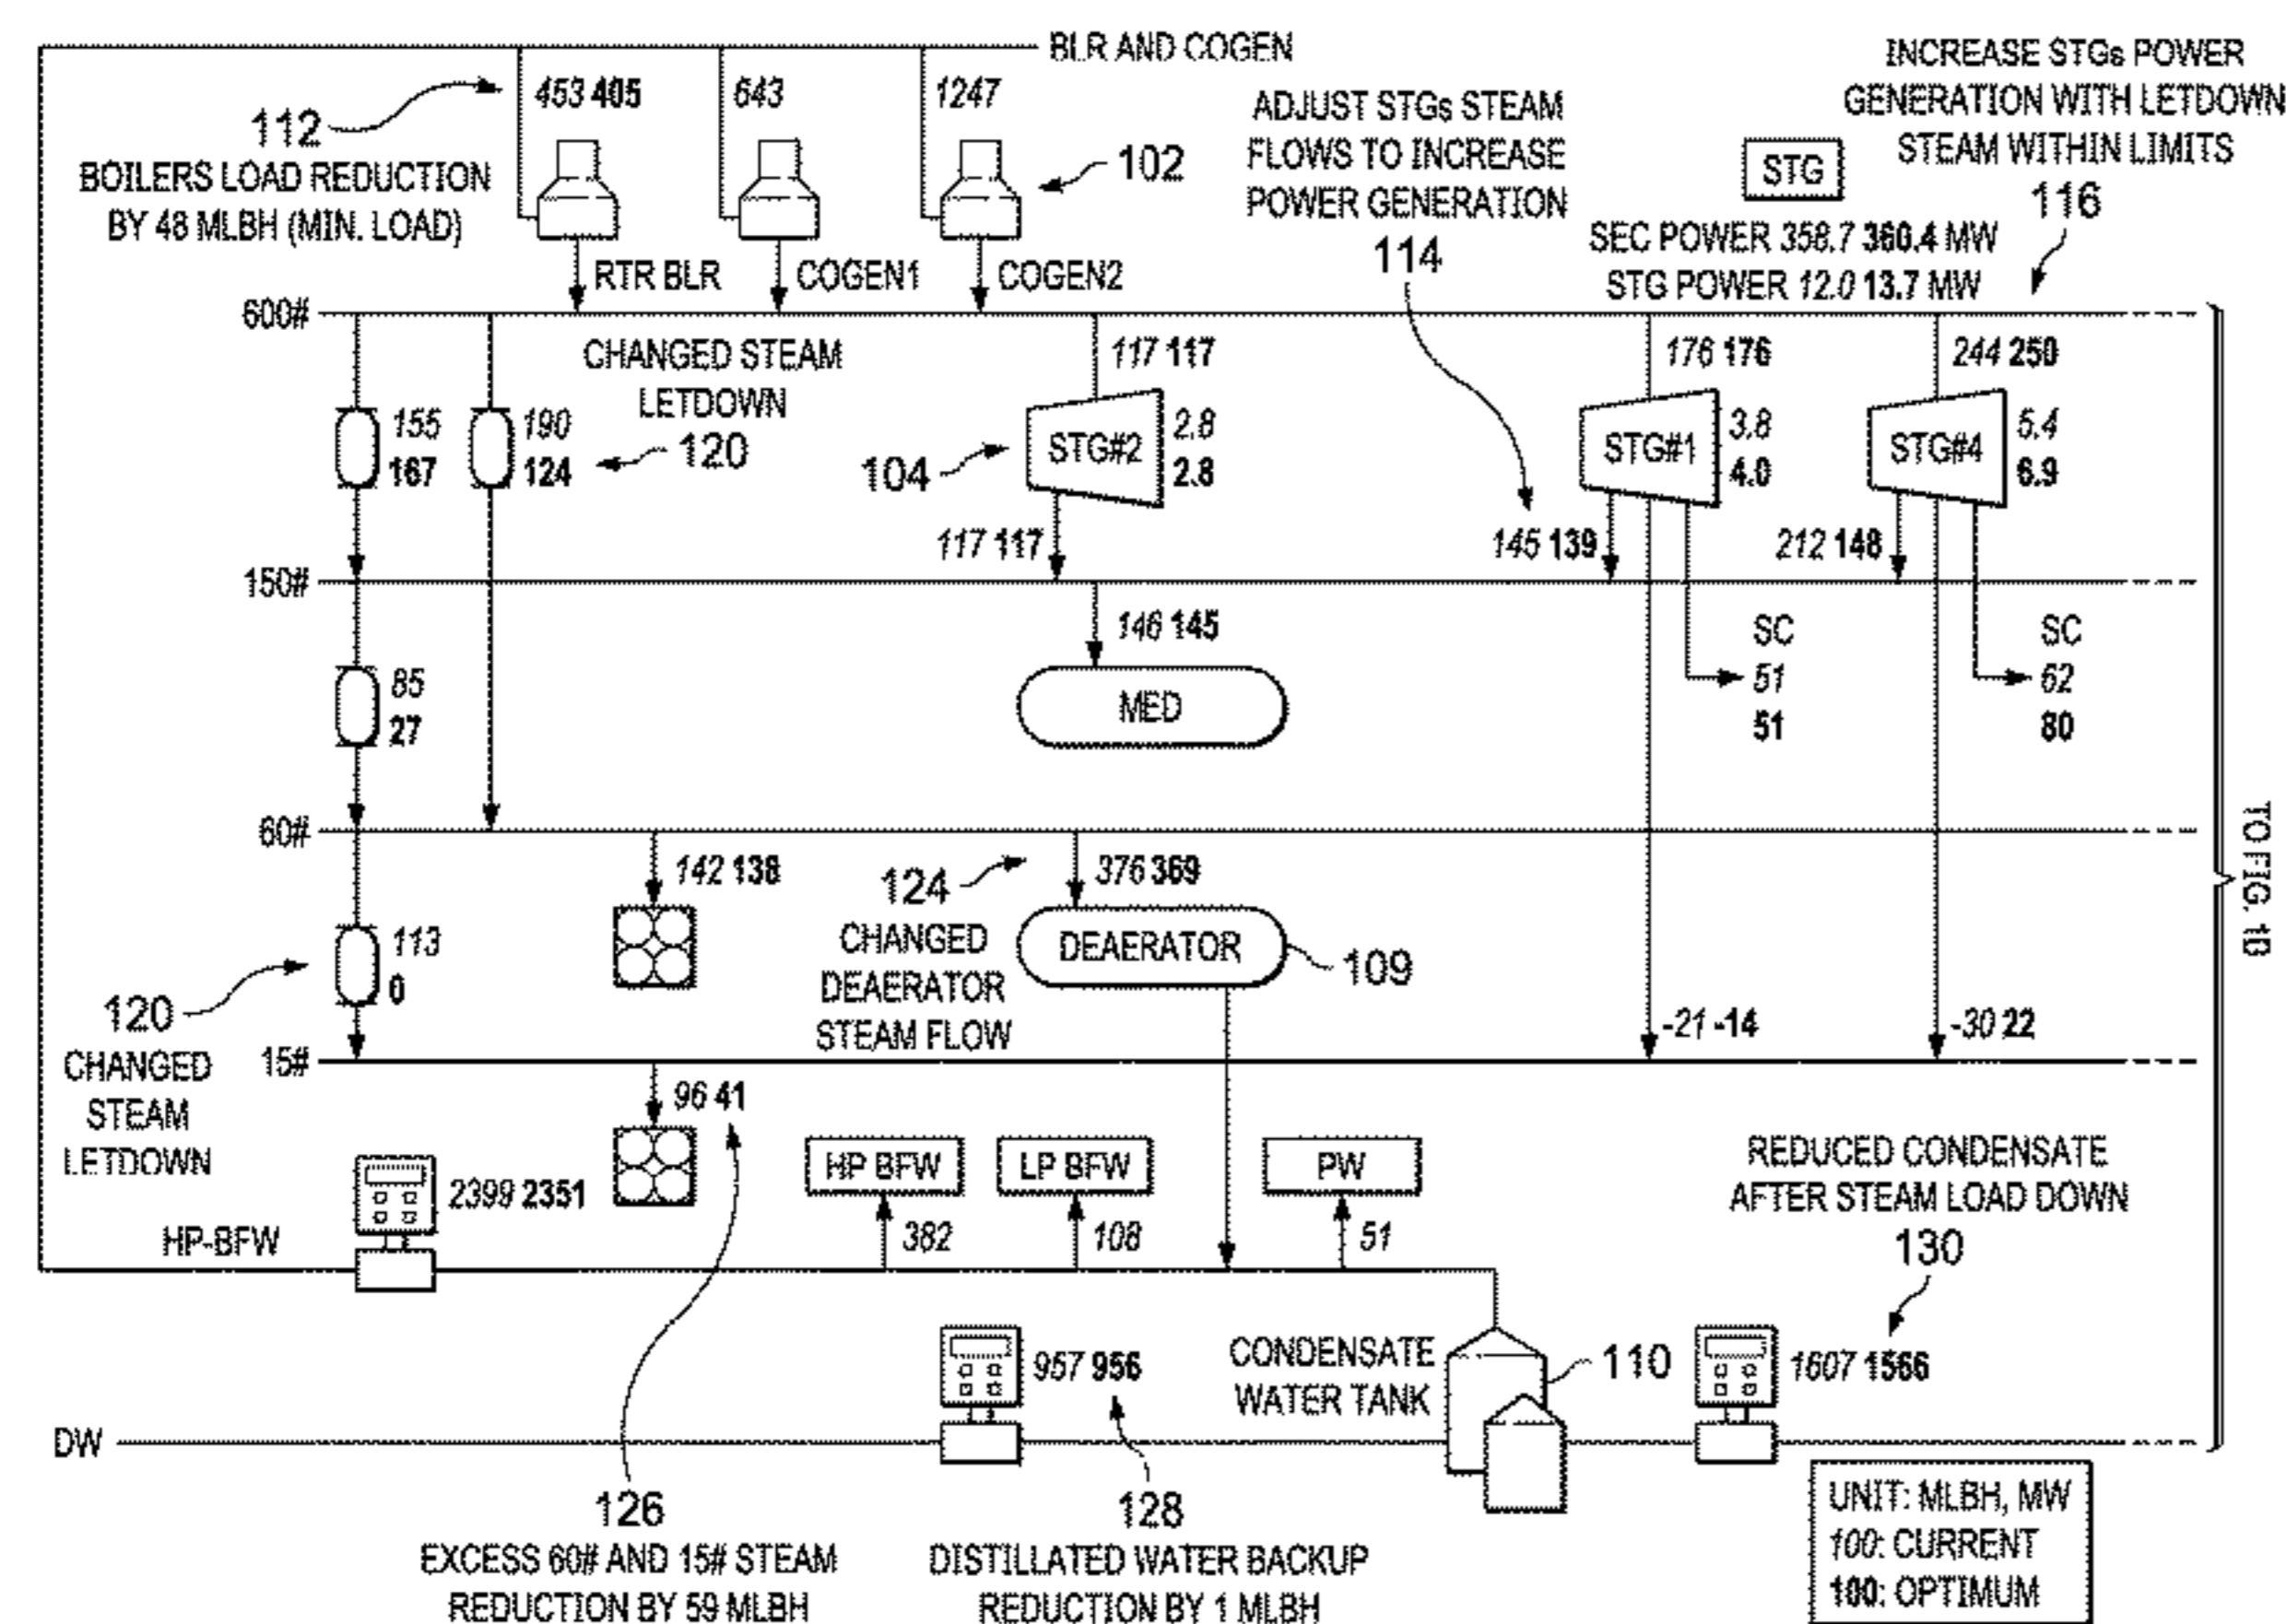 BLR AND COGEN
INCREASE STGs POWER
GENERATION WITH LETDOWN
STEAM WITHIN LIMITS
116
STG
SEC POWER 358.7 360.4 MW
STG POWER 12.0 13.7 MW
453 405
643
1247
112
BOILERS LOAD REDUCTION
BY 48 MLBH (MIN. LOAD)
102
ADJUST STGs STEAM
FLOWS TO INCREASE
POWER GENERATION
114
RTR BLR
COGEN1
COGEN2
600#
CHANGED STEAM
LETDOWN
120
155
167
190
124
117 117
104
STG#2
2.8
2.8
117 117
176 176
STG#1
3.8
4.0
145 139
244 250
STG#4
5.4
6.9
212 148
150#
146 145
MED
85
27
SC
51
51
SC
62
80
60#
142 138
124
CHANGED
DEAERATOR
STEAM FLOW
376 369
DEAERATOR
109
113
0
120
CHANGED
STEAM
LETDOWN
-21 -14
-30 22
15#
96 41
TO FIG. 1D
HP BFW
LP BFW
PW
382
108
51
2399 2351
HP-BFW
REDUCED CONDENSATE
AFTER STEAM LOAD DOWN
130
957 956
CONDENSATE
WATER TANK
110
1607 1566
DW
126
EXCESS 60# AND 15# STEAM
REDUCTION BY 59 MLBH
128
DISTILLATED WATER BACKUP
REDUCTION BY 1 MLBH
UNIT: MLBH, MW
100: CURRENT
100: OPTIMUM